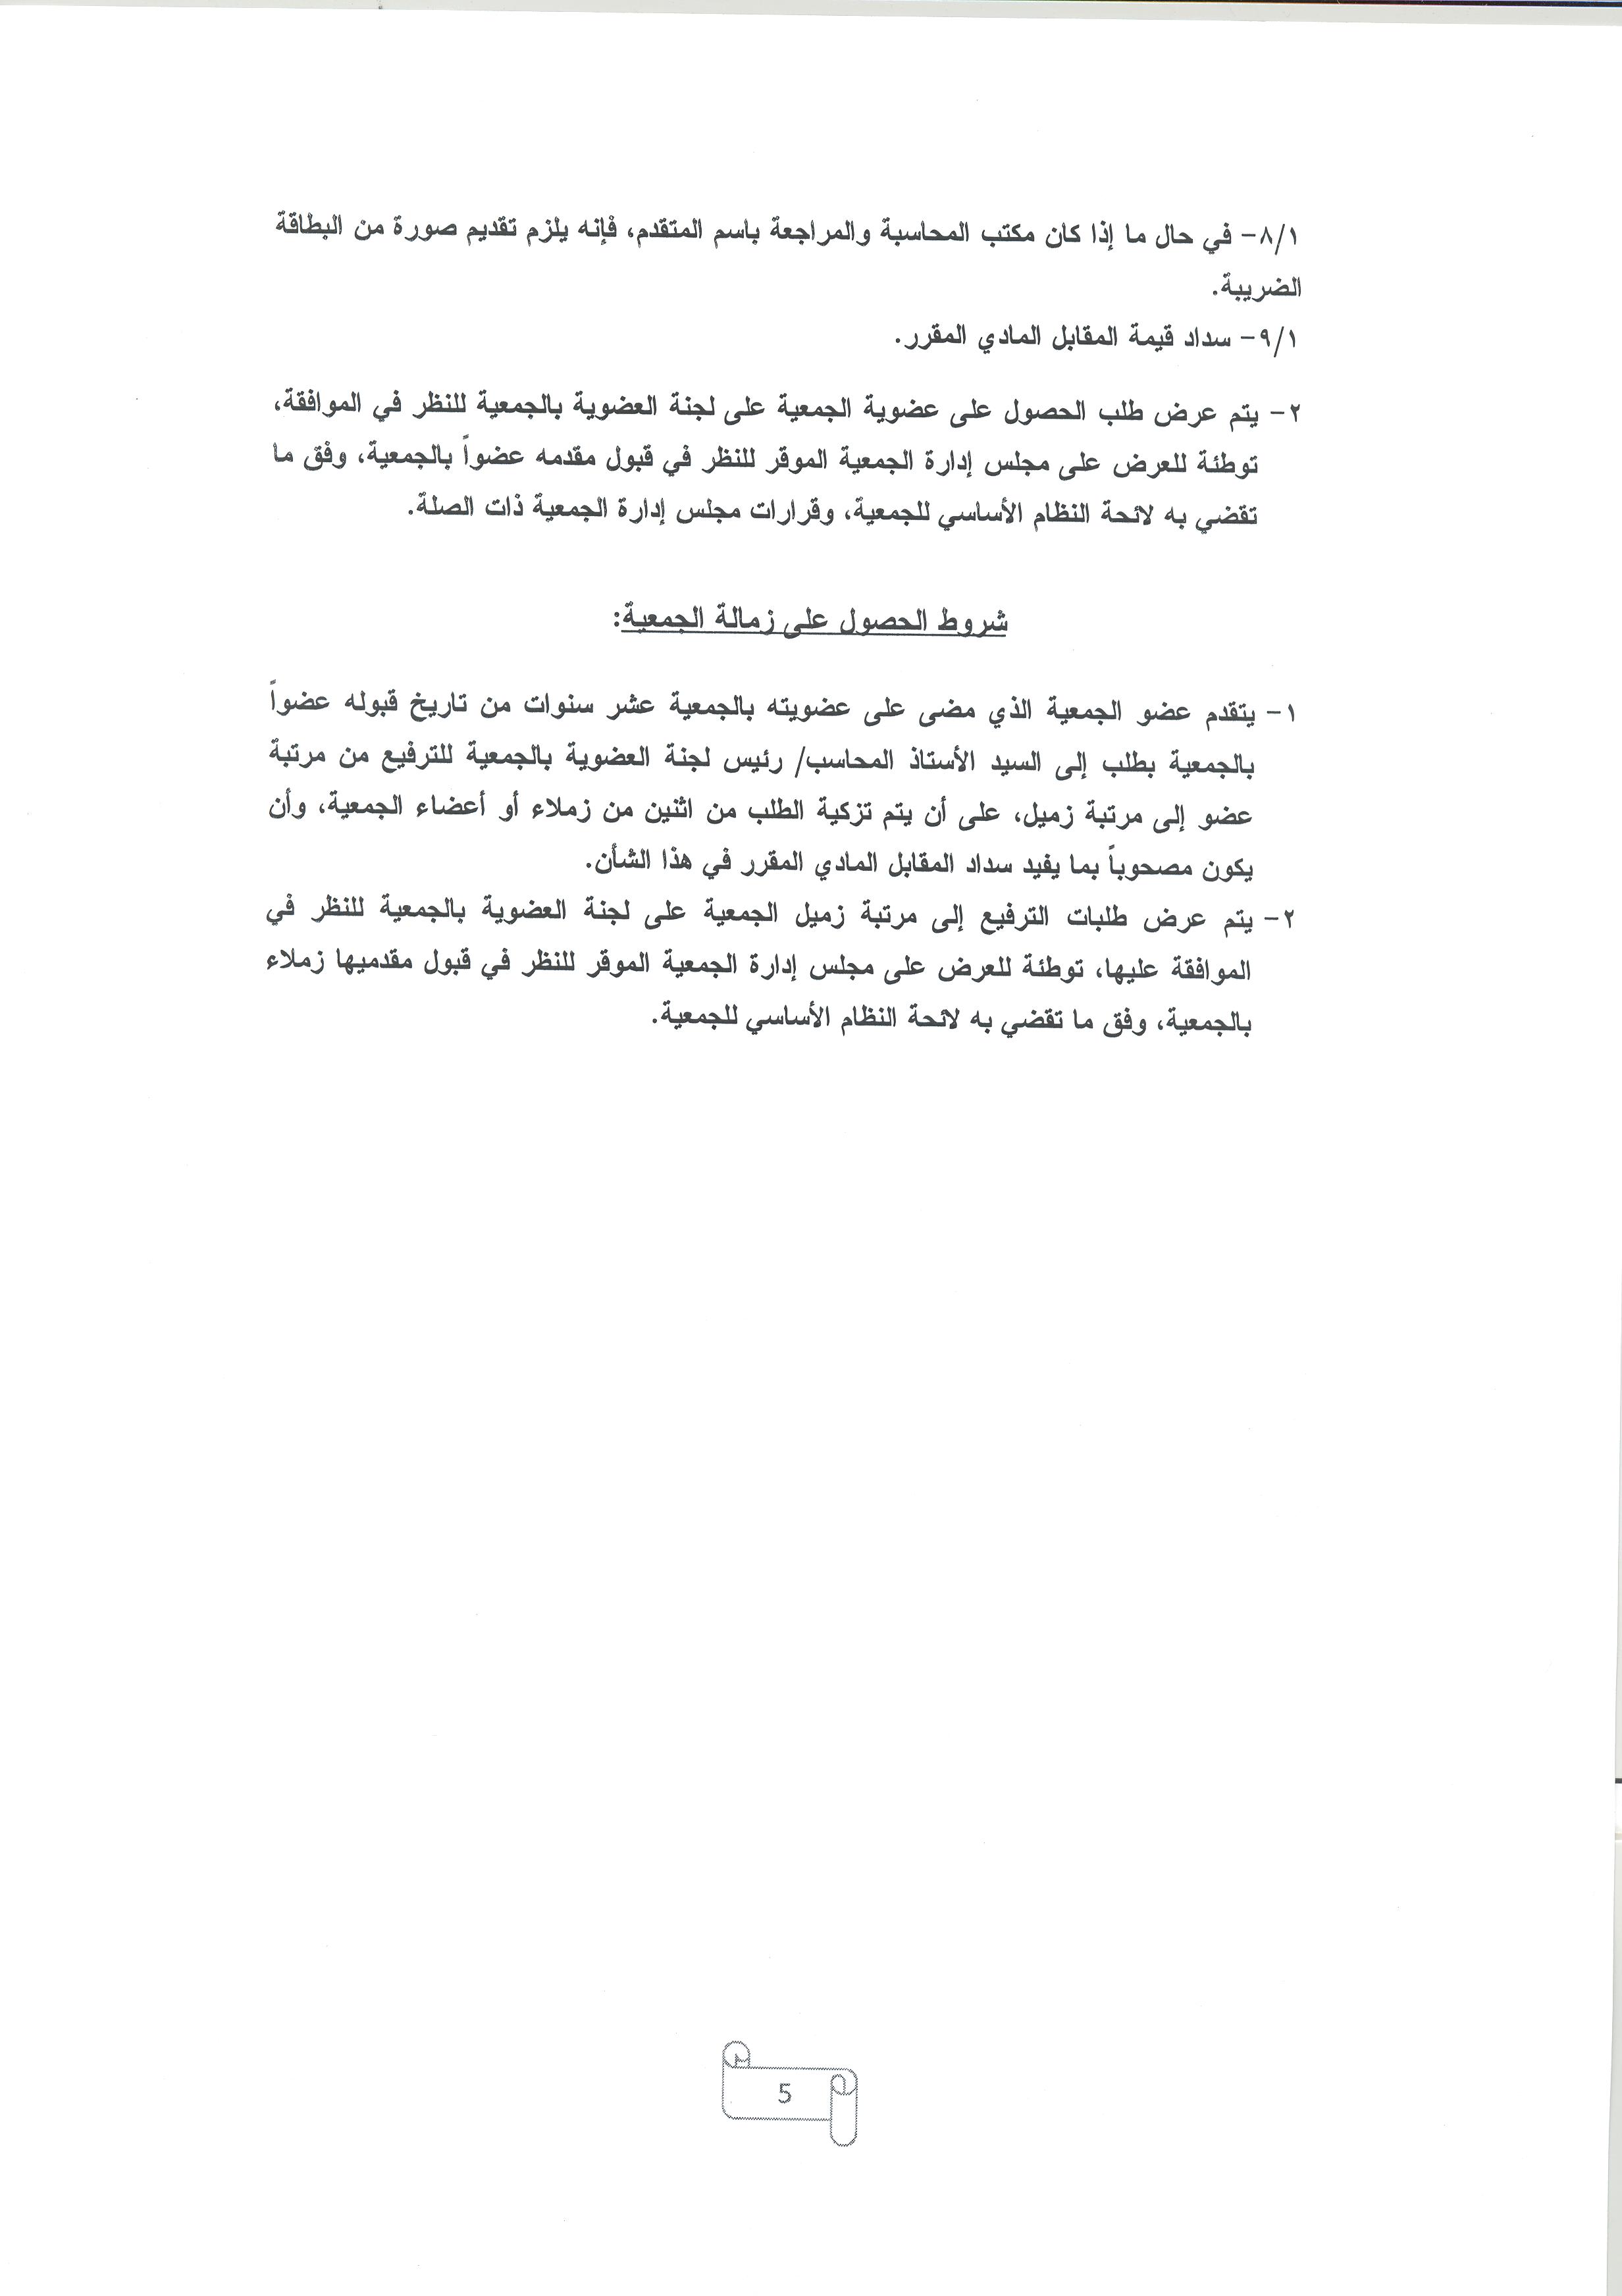 ٨/١- في حال ما إذا كان مكتب المحاسبة والمراجعة باسم المتقدم، فإنه يلزم تقديم صورة من البطاقة
الضريبة.
٩/١- سداد قيمة المقابل المادي المقرر.
٢- يتم عرض طلب الحصول على عضوية الجمعية على لجنة العضوية بالجمعية للنظر في الموافقة،
توطئة للعرض على مجلس إدارة الجمعية الموقر للنظر في قبول مقدمه عضواً بالجمعية، وفق ما
تقضي به لائحة النظام الأساسي للجمعية، وقرارات مجلس إدارة الجمعية ذات الصلة.
شروط الحصول على زمالة الجمعية:
١- يتقدم عضو الجمعية الذي مضى على عضويته بالجمعية عشر سنوات من تاريخ قبوله عضواً
بالجمعية بطلب إلى السيد الأستاذ المحاسب/ رئيس لجنة العضوية بالجمعية للترفيع من مرتبة
عضو إلى مرتبة زميل، على أن يتم تزكية الطلب من اثنين من زملاء أو أعضاء الجمعية، وأن
يكون مصحوباً بما يفيد سداد المقابل المادي المقرر في هذا الشأن.
٢- يتم عرض طلبات الترفيع إلى مرتبة زميل الجمعية على لجنة العضوية بالجمعية للنظر في
الموافقة عليها، توطئة للعرض على مجلس إدارة الجمعية الموقر للنظر في قبول مقدميها زملاء
بالجمعية، وفق ما تقضي به لائحة النظام الأساسي للجمعية.
5